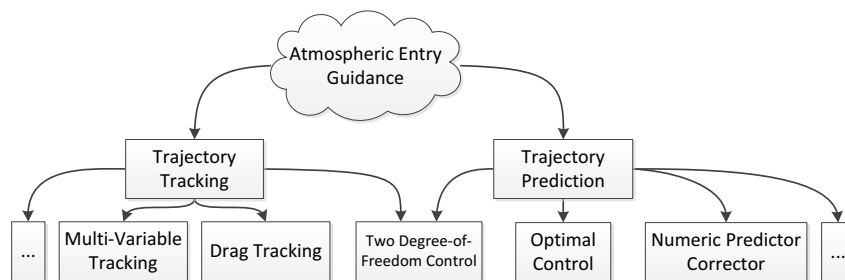 Atmospheric Entry
Guidance
Trajectory
Tracking
Trajectory
Prediction
...
Multi-Variable
Tracking
Drag Tracking
Two Degree-of-
Freedom Control
Optimal
Control
Numeric Predictor
Corrector
...